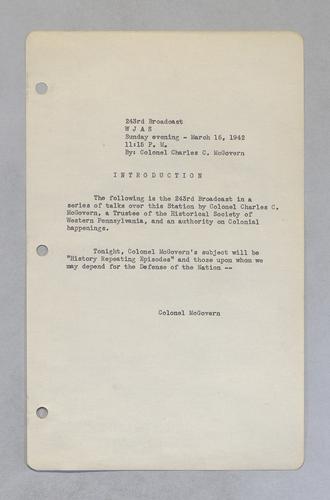 243rd Broadcast
W J A S
Sunday evening - March 15, 1942
11:15 P. M.
By: Colonel Charles C. McGovern
I N T R O D U C T I O N
The following is the 243rd Broadcast in a
series of talks over this Station by Colonel Charles C.
McGovern, a Trustee of the Historical Society of
Western Pennsylvania, and an authority on Colonial
happenings.
Tonight, Colonel McGovern's subject will be
"History Repeating Episodes" and those upon whom we
may depend for the Defense of the Nation --
Colonel McGovern